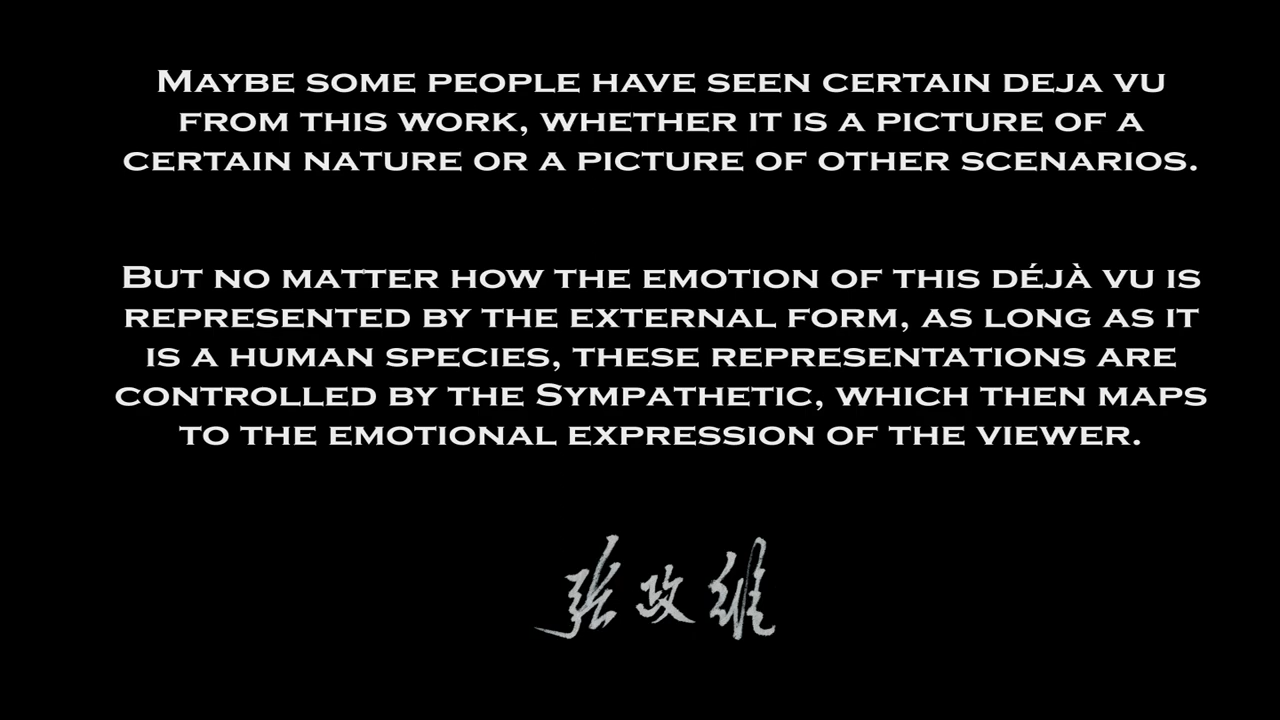 Maybe some people have seen certain deja vu
from this work, whether it is a picture of a
certain nature or a picture of other scenarios.
But no matter how the emotion of this déjà vu is
represented by the external form, as long as it
is a human species, these representations are
controlled by the Sympathetic, which then maps
to the emotional expression of the viewer.
张政维